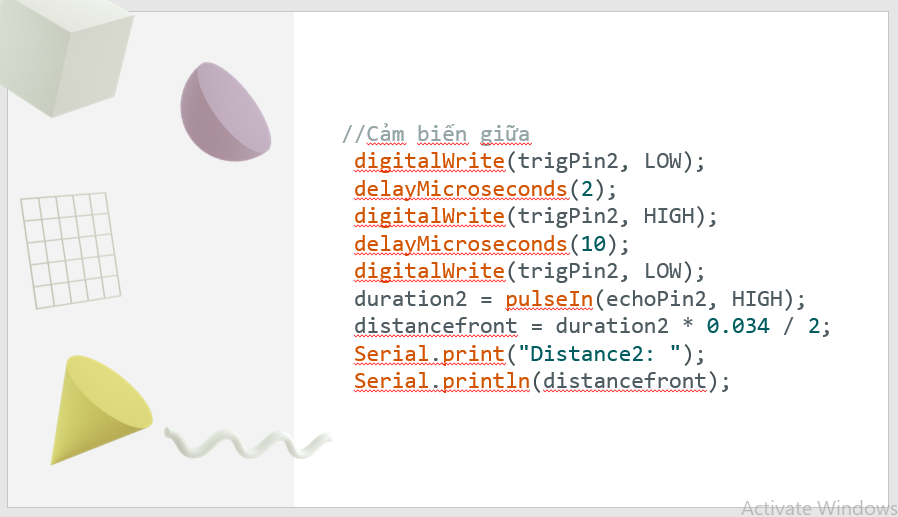 //Cảm biến giữa
digitalWrite(trigPin2, LOW);
delayMicroseconds(2);
digitalWrite(trigPin2, HIGH);
delayMicroseconds(10);
digitalWrite(trigPin2, LOW);
duration2 = pulseIn(echoPin2, HIGH);
distancefront = duration2 * 0.034 / 2;
Serial.print("Distance2: ");
Serial.println(distancefront);
Activate Windows